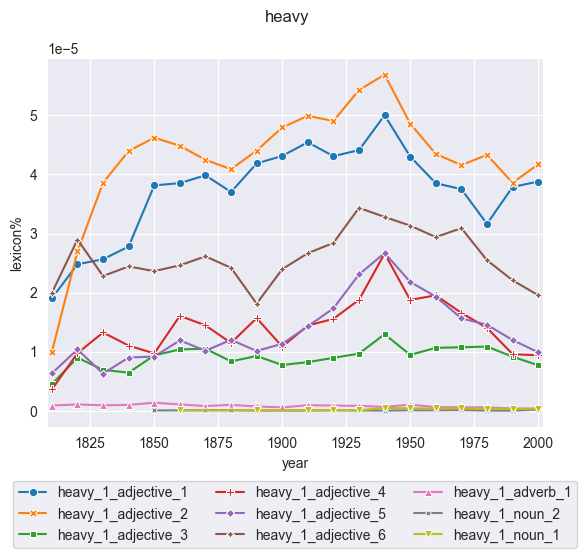 heavy
1e−5
5
4
3
2
1
0
lexicon%
1825 1850 1875 1900 1925 1950 1975 2000
year
heavy_1_adjective_1 heavy_1_adjective_4 heavy_1_adverb_1
heavy_1_adjective_2 heavy_1_adjective_5 heavy_1_noun_2
heavy_1_adjective_3 heavy_1_adjective_6 heavy_1_noun_1